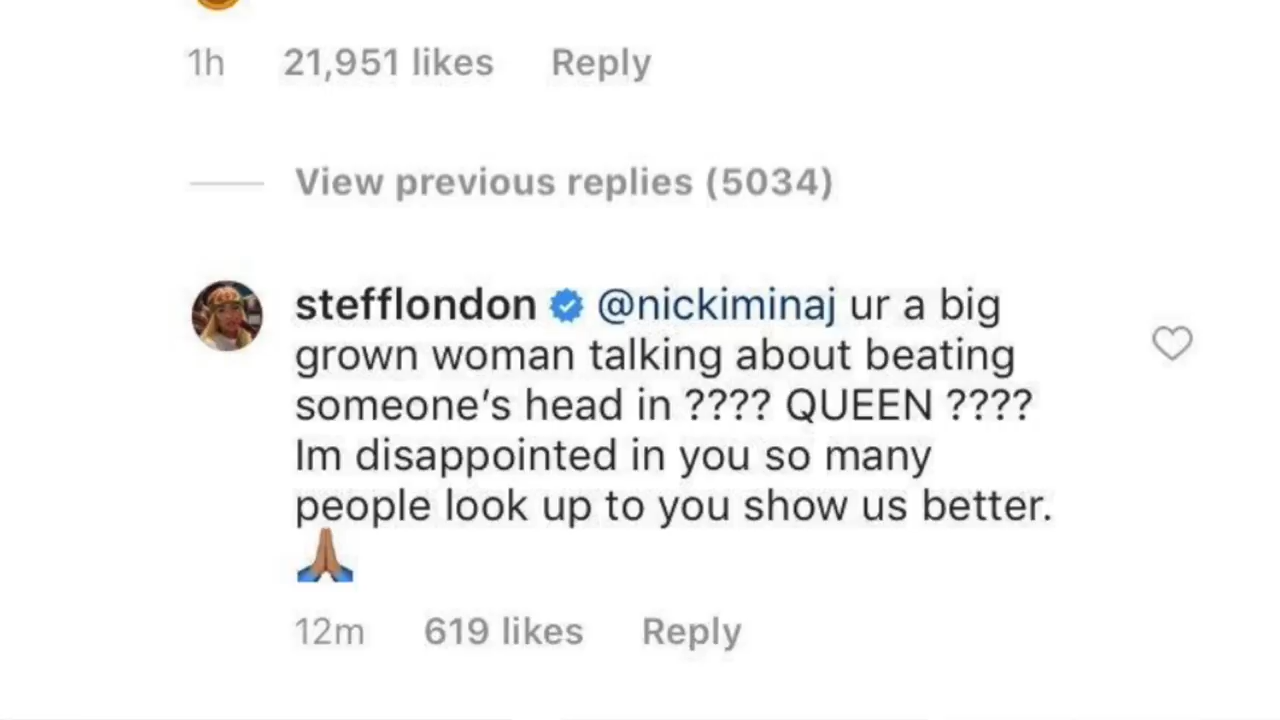 1h 21,951 likes Reply
View previous replies (5034)
stefflondon @nickiminaj ur a big
grown woman talking about beating
someone’s head in ???? QUEEN ????
Im disappointed in you so many
people look up to you show us better.
🙏🏽
12m 619 likes Reply